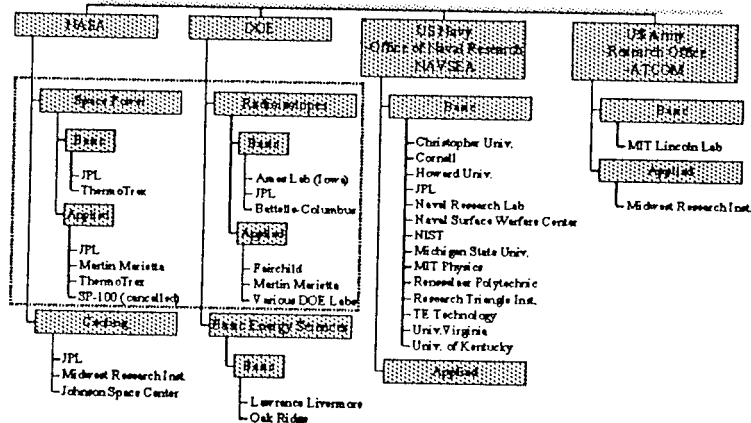 NASA
Space Power
Basic
JPL
ThermoTrex
Applied
JPL
Martin Marietta
ThermoTrex
SP-100 (cancelled)
Cooling
JPL
Midwest Research Inst.
Johnson Space Center
DOE
Radioisotopes
Basic
Ames Lab (Iowa)
JPL
Battelle-Columbus
Applied
Fairchild
Martin Marietta
Various DOE Labs
Basic Energy Sciences
Basic
Lawrence Livermore
Oak Ridge
US Navy
Office of Naval Research
NAVSEA
Basic
Christopher Univ.
Cornell
Howard Univ.
JPL
Naval Research Lab
Naval Surface Warfare Center
NIST
Michigan State Univ.
MIT Physics
Rensselaer Polytechnic
Research Triangle Inst.
TE Technology
Univ.Virginia
Univ. of Kentucky
Applied
US Army
Research Office
ATCOM
Basic
MIT Lincoln Lab
Applied
Midwest Research Inst.